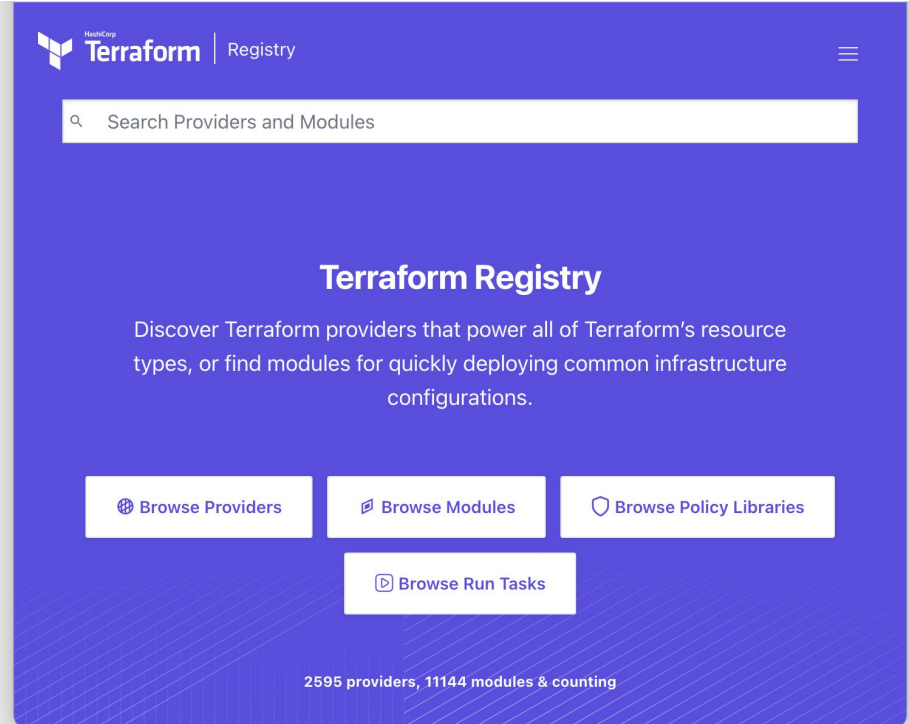 HashiCorp
Terraform
Registry
Search Providers and Modules
Terraform Registry
Discover Terraform providers that power all of Terraform’s resource
types, or find modules for quickly deploying common infrastructure
configurations.
Browse Providers
Browse Modules
Browse Policy Libraries
Browse Run Tasks
2595 providers, 11144 modules & counting